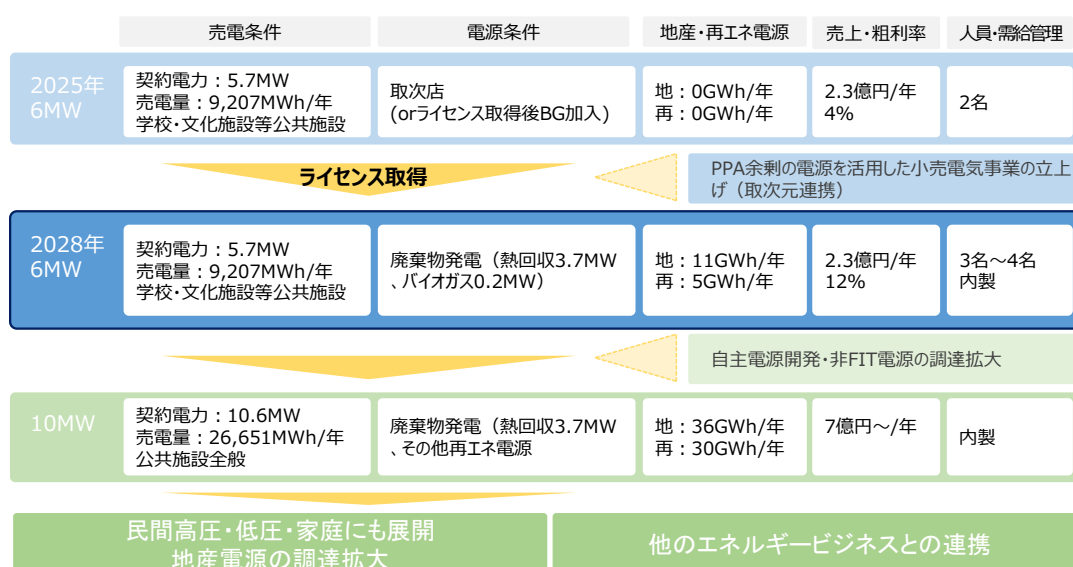 売電条件
電源条件
地産・再エネ電源
売上・粗利率
人員・需給管理
2025年
6MW
契約電力：5.7MW
売電量：9,207MWh/年
学校・文化施設等公共施設
取次店
(orライセンス取得後BG加入)
地：0GWh/年
再：0GWh/年
2.3億円/年
4%
2名
ライセンス取得
PPA余剰の電源を活用した小売電気事業の立上
げ（取次元連携）
2028年
6MW
契約電力：5.7MW
売電量：9,207MWh/年
学校・文化施設等公共施設
廃棄物発電（熱回収3.7MW
、バイオガス0.2MW）
地：11GWh/年
再：5GWh/年
2.3億円/年
12%
3名～4名
内製
自主電源開発・非FIT電源の調達拡大
10MW
契約電力：10.6MW
売電量：26,651MWh/年
公共施設全般
廃棄物発電（熱回収3.7MW
、その他再エネ電源
地：36GWh/年
再：30GWh/年
7億円～/年
内製
民間高圧・低圧・家庭にも展開
地産電源の調達拡大
他のエネルギービジネスとの連携